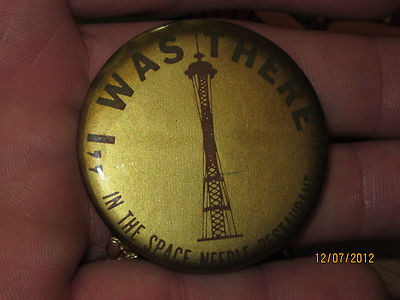 "I WAS THERE
IN THE SPACE NEEDLE RESTAURANT
12/07/2012